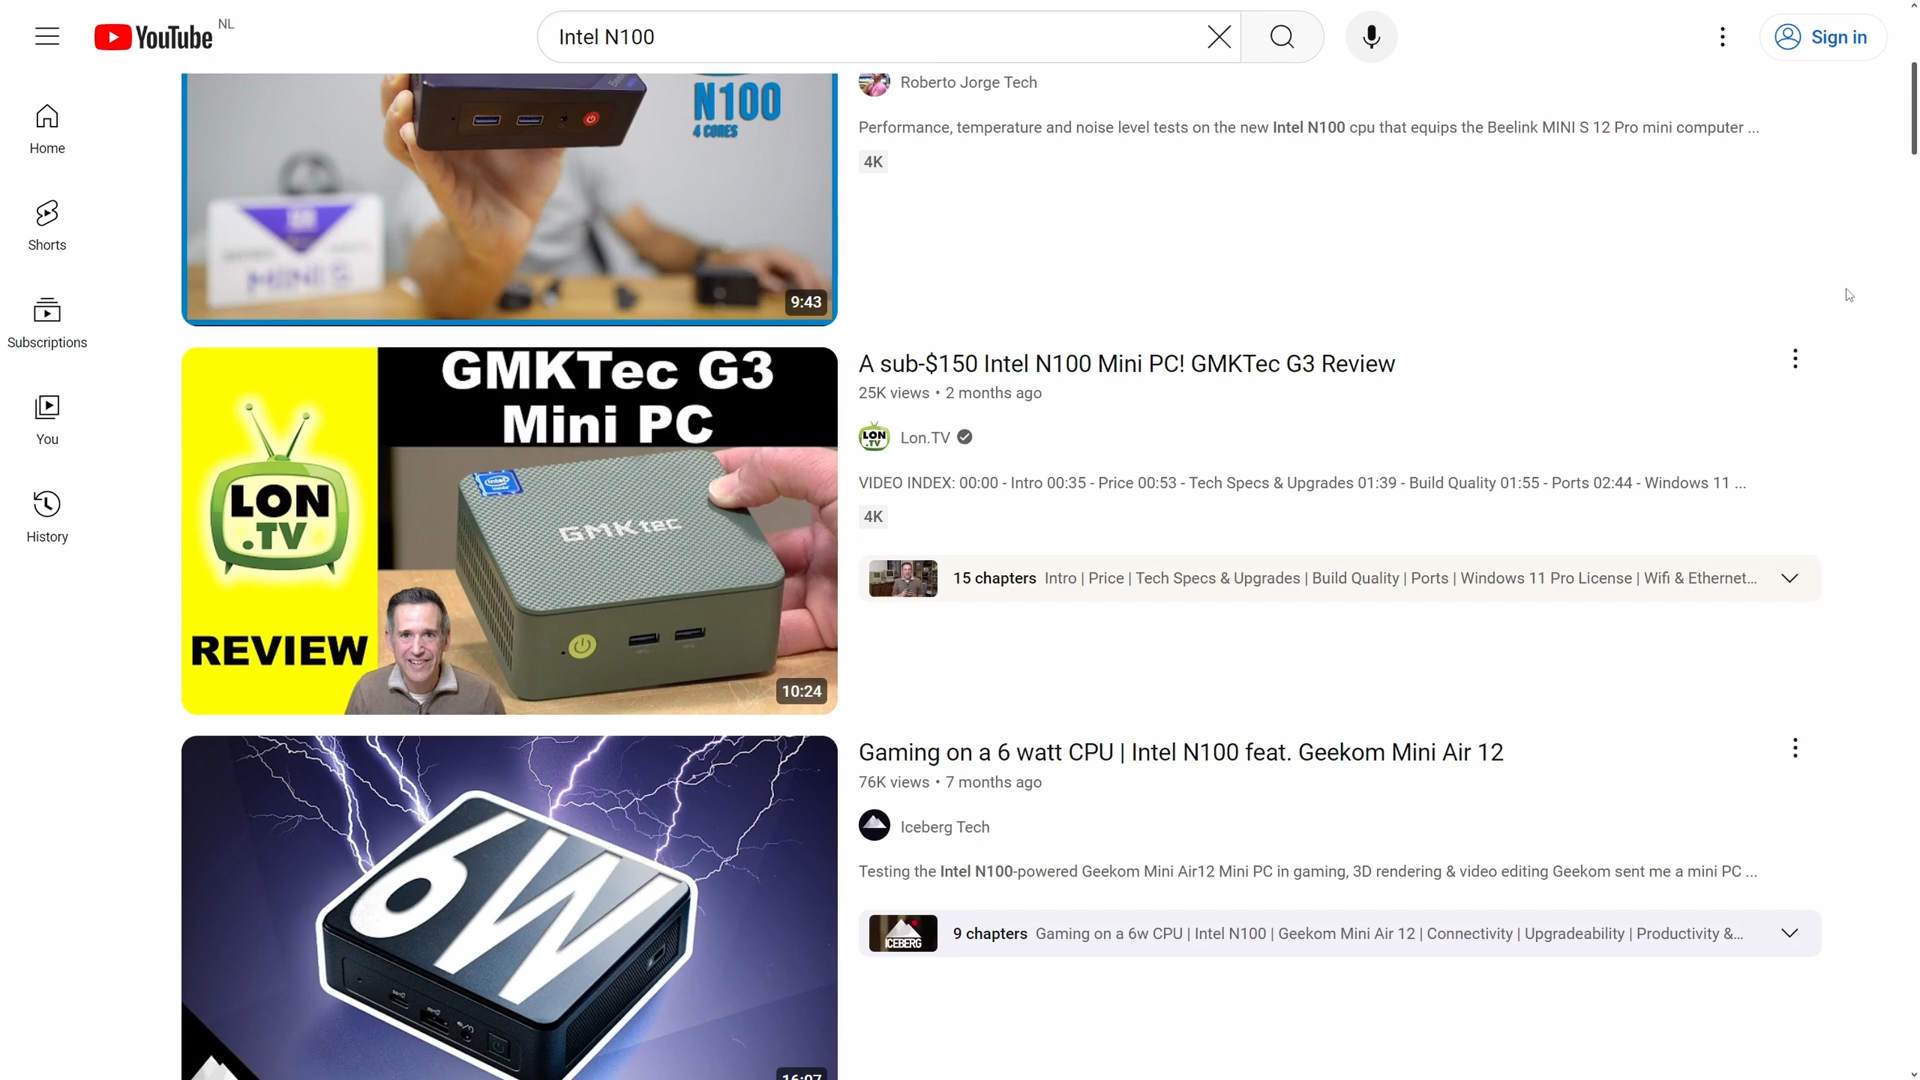 YouTube NL
Intel N100
Sign in
Home
Shorts
Subscriptions
You
History
N100
4 CORES
MINI S
9:43
Roberto Jorge Tech
Performance, temperature and noise level tests on the new Intel N100 cpu that equips the Beelink MINI S 12 Pro mini computer ...
4K
GMKTec G3
Mini PC
LON
.TV
REVIEW
intel
GMKtec
10:24
A sub-$150 Intel N100 Mini PC! GMKTec G3 Review
25K views • 2 months ago
LON
.TV
Lon.TV
VIDEO INDEX: 00:00 - Intro 00:35 - Price 00:53 - Tech Specs & Upgrades 01:39 - Build Quality 01:55 - Ports 02:44 - Windows 11 ...
4K
15 chapters Intro | Price | Tech Specs & Upgrades | Build Quality | Ports | Windows 11 Pro License | Wifi & Ethernet...
6W
16:07
Gaming on a 6 watt CPU | Intel N100 feat. Geekom Mini Air 12
76K views • 7 months ago
Iceberg Tech
Testing the Intel N100-powered Geekom Mini Air12 Mini PC in gaming, 3D rendering & video editing Geekom sent me a mini PC ...
ICEBERG
9 chapters Gaming on a 6w CPU | Intel N100 | Geekom Mini Air 12 | Connectivity | Upgradeability | Productivity &...